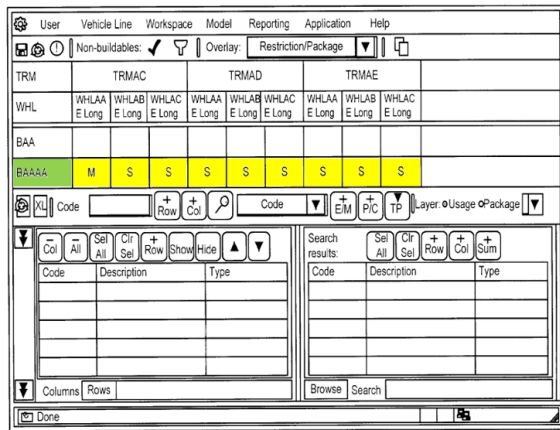 User Vehicle Line Workspace Model Reporting Application Help
Non-buildables: Overlay: Restriction/Package
TRM TRMAC TRMAD TRMAE
WHL WHLAA WHLAB WHLAC WHLAA WHLAB WHLAC WHLAA WHLAB WHLAC
E Long E Long E Long E Long E Long E Long E Long E Long E Long
BAA
BAAAA M S S S S S S S S
XL Code + Row + Col Code + E/M + P/C TP Layer: Usage Package
- Col - All Sel All Clr Sel + Row Show Hide
Search results: Sel All Clr Sel + Row + Col + Sum
Code Description Type Code Description Type
Columns Rows Browse Search
Done